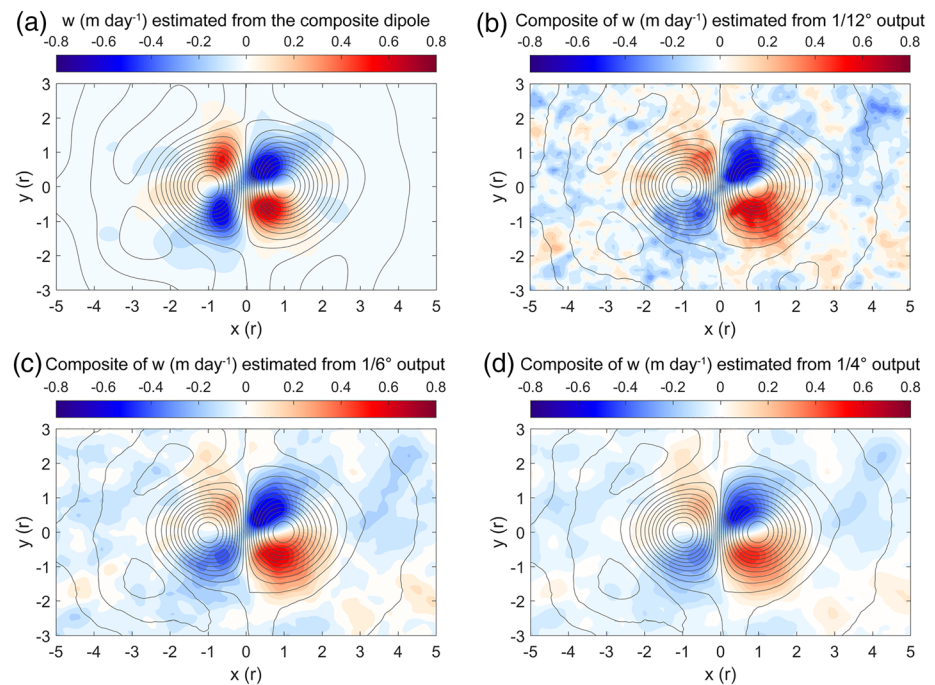 (a) w (m day-1) estimated from the composite dipole
-0.8 -0.6 -0.4 -0.2 0 0.2 0.4 0.6 0.8
3
2
1
0
-1
-2
-3
y (r)
-5 -4 -3 -2 -1 0 1 2 3 4 5
x (r)
(b) Composite of w (m day-1) estimated from 1/12° output
-0.8 -0.6 -0.4 -0.2 0 0.2 0.4 0.6 0.8
3
2
1
0
-1
-2
-3
y (r)
-5 -4 -3 -2 -1 0 1 2 3 4 5
x (r)
(c) Composite of w (m day-1) estimated from 1/6° output
-0.8 -0.6 -0.4 -0.2 0 0.2 0.4 0.6 0.8
3
2
1
0
-1
-2
-3
y (r)
-5 -4 -3 -2 -1 0 1 2 3 4 5
x (r)
(d) Composite of w (m day-1) estimated from 1/4° output
-0.8 -0.6 -0.4 -0.2 0 0.2 0.4 0.6 0.8
3
2
1
0
-1
-2
-3
y (r)
-5 -4 -3 -2 -1 0 1 2 3 4 5
x (r)